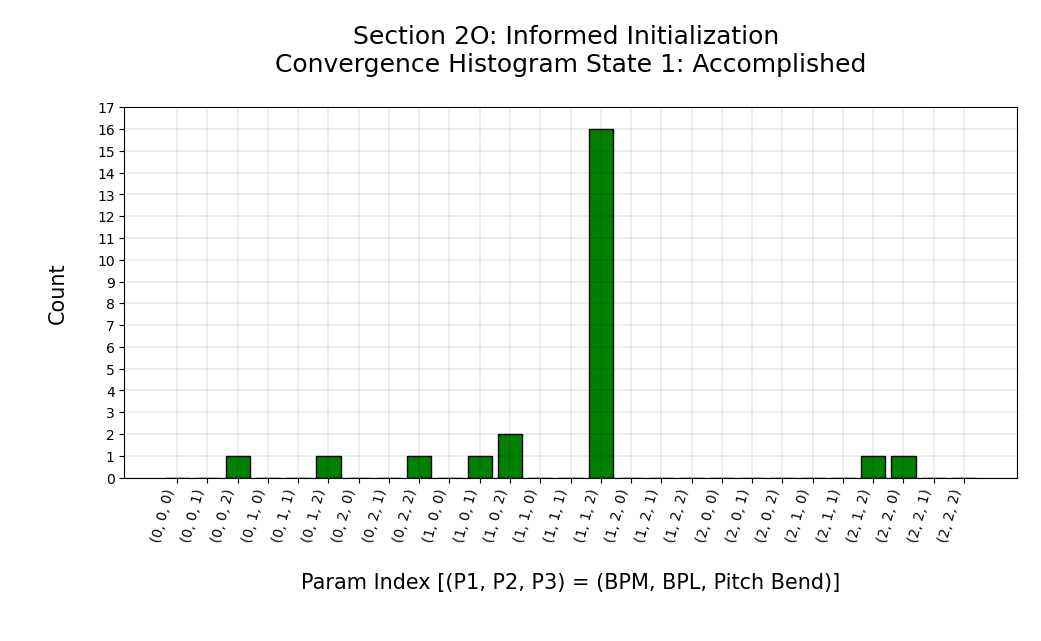 Section 2O: Informed Initialization
Convergence Histogram State 1: Accomplished
Count
17
16
15
14
13
12
11
10
9
8
7
6
5
4
3
2
1
0
(0, 0, 0)
(0, 0, 1)
(0, 0, 2)
(0, 1, 0)
(0, 1, 1)
(0, 1, 2)
(0, 2, 0)
(0, 2, 1)
(0, 2, 2)
(1, 0, 0)
(1, 0, 1)
(1, 0, 2)
(1, 1, 0)
(1, 1, 1)
(1, 1, 2)
(1, 2, 0)
(1, 2, 1)
(1, 2, 2)
(2, 0, 0)
(2, 0, 1)
(2, 0, 2)
(2, 1, 0)
(2, 1, 1)
(2, 1, 2)
(2, 2, 0)
(2, 2, 1)
(2, 2, 2)
Param Index [(P1, P2, P3) = (BPM, BPL, Pitch Bend)]